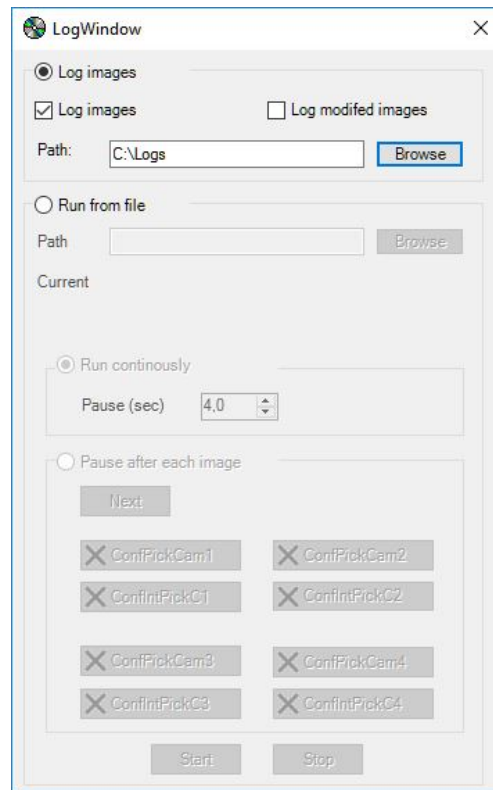 LogWindow
Log images
Log images Log modifed images
Path: C:\Logs Browse
Run from file
Path Browse
Current
Run continously
Pause (sec) 4,0
Pause after each image
Next
ConfPickCam1 ConfPickCam2
ConfIntPickC1 ConfIntPickC2
ConfPickCam3 ConfPickCam4
ConfIntPickC3 ConfIntPickC4
Start Stop